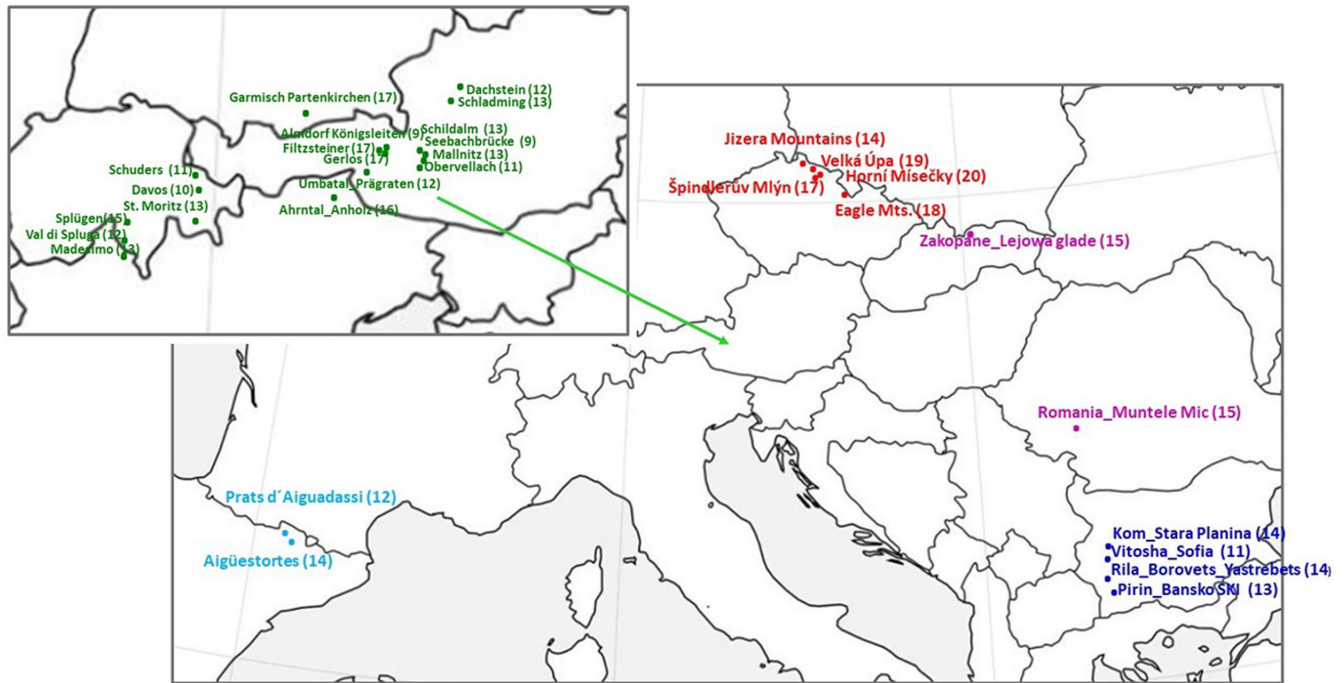 Dachstein (12)
Schladming (13)
Garmisch Partenkirchen (17)
Almdorf Königsleiten (9)
Schildalm (13)
Filtzsteiner (17)
Seebachbrücke (9)
Gerlos (17)
Mallnitz (13)
Obervellach (11)
Schuders (11)
Davos (10)
Umbatal_Prägraten (12)
St. Moritz (13)
Ahrntal_Anholz (16)
Splügen(15)
Val di Spluga (12)
Madesimo (13)
Jizera Mountains (14)
Velká Úpa (19)
Horní Mísečky (20)
Špindlerův Mlýn (17)
Eagle Mts. (18)
Zakopane_Lejowa glade (15)
Romania_Muntele Mic (15)
Prats d´Aiguadassi (12)
Aigüestortes (14)
Kom_Stara Planina (14)
Vitosha_Sofia (11)
Rila_Borovets_Yastrebets (14)
Pirin_Bansko SKI (13)